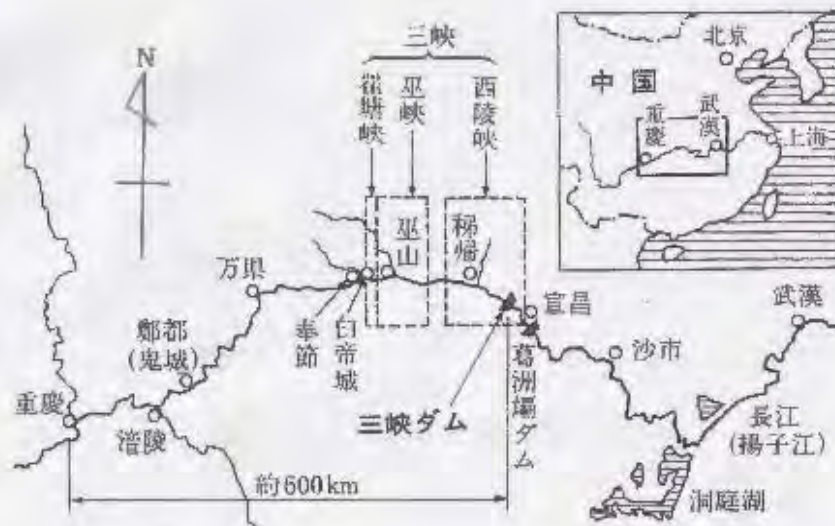 三峡
瞿塘峡
巫峡
西陵峡
N
北京
中国
重慶
武漢
上海
巫山
秭帰
万県
奉節
白帝城
宜昌
武漢
鄷都
(鬼城)
沙市
重慶
涪陵
三峡ダム
葛洲壩ダム
長江
(揚子江)
約600km
洞庭湖